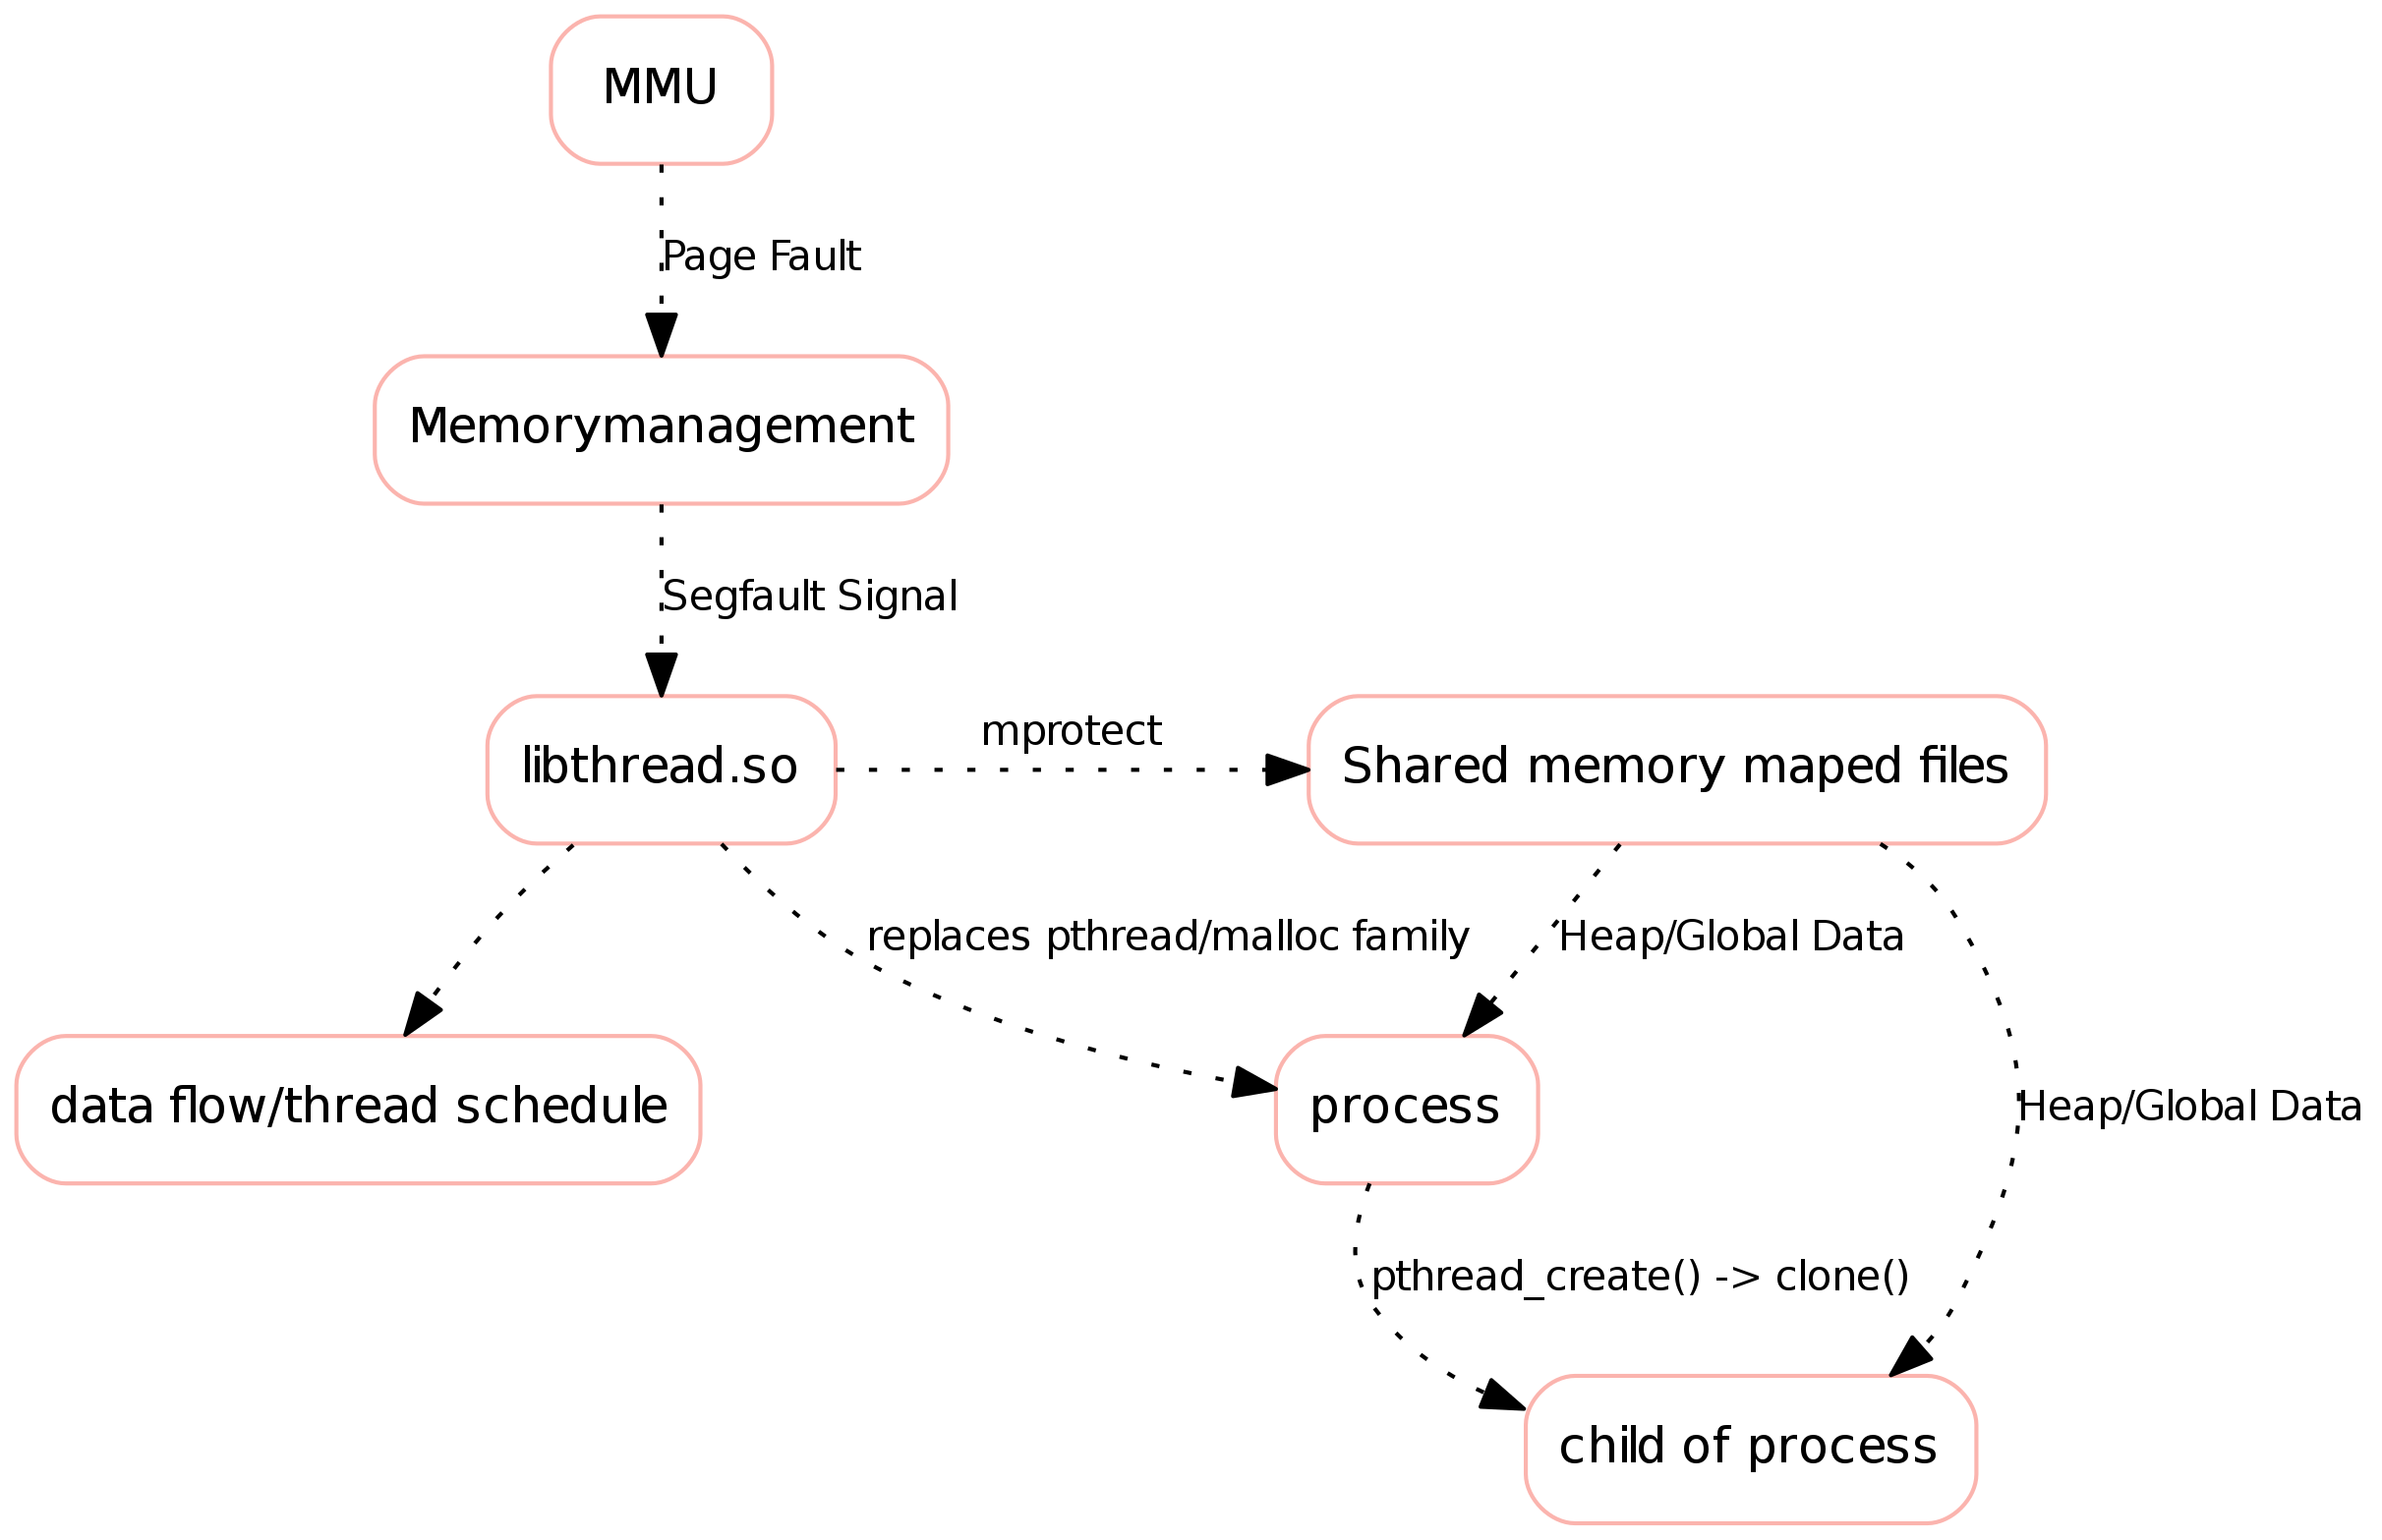 MMU
Page Fault
Memorymanagement
Segfault Signal
libthread.so
mprotect
Shared memory maped files
replaces pthread/malloc family
Heap/Global Data
data flow/thread schedule
process
Heap/Global Data
pthread_create() -> clone()
child of process